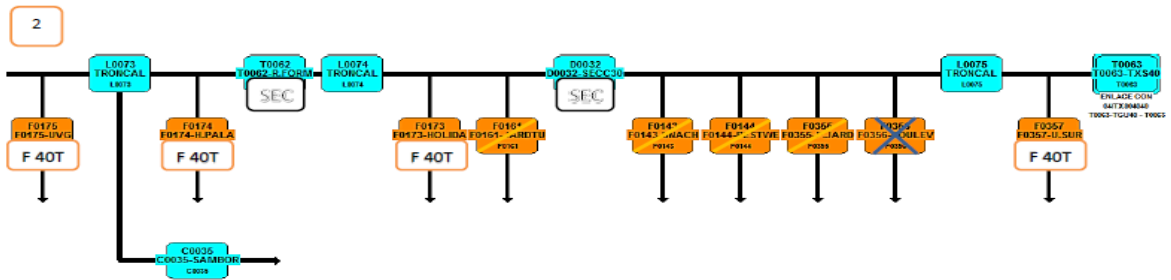 2
L0073
TRONCAL
L0073
T0062
T0062-R.FORM
SEC
L0074
TRONCAL
L0074
D0032
D0032-SECC30
SEC
L0075
TRONCAL
L0075
T0063
T0063-TXS40
T0063
ENLACE CON
F0175
F0175-UVG
F 40T
F0174
F0174-H.PALA
F 40T
F0173
F0173-HOLIDA
F 40T
F0161
F0143
F0143
F0144
F0144
F0355
F0357
F0357-U.SUR
F 40T
C0035
C0035-SAMBOR
C0035